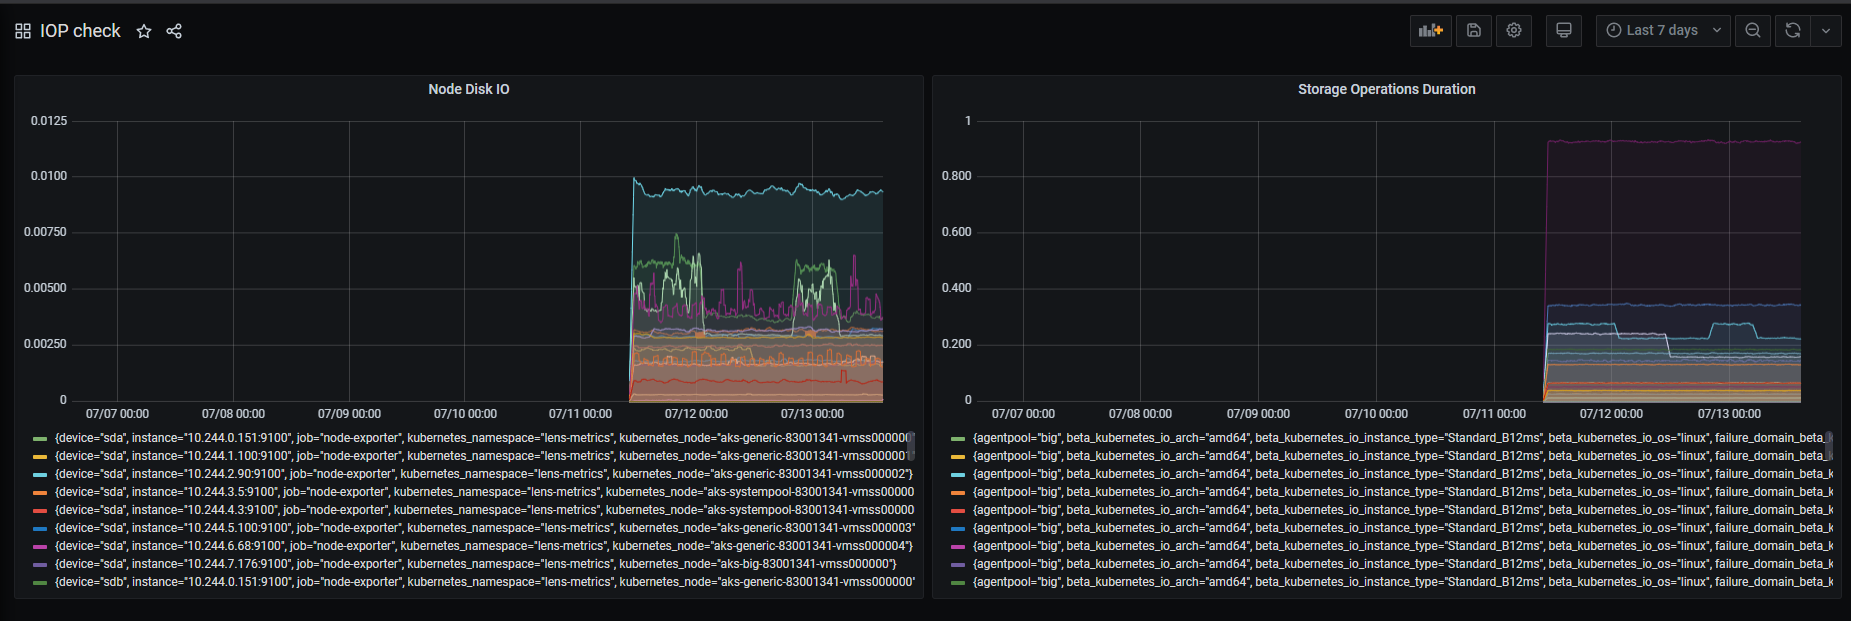 IOP check
Last 7 days
Node Disk IO
0.0125
0.0100
0.00750
0.00500
0.00250
0
07/07 00:00 07/08 00:00 07/09 00:00 07/10 00:00 07/11 00:00 07/12 00:00 07/13 00:00
{device="sda", instance="10.244.0.151:9100", job="node-exporter", kubernetes_namespace="lens-metrics", kubernetes_node="aks-generic-83001341-vmss000000"
{device="sda", instance="10.244.1.100:9100", job="node-exporter", kubernetes_namespace="lens-metrics", kubernetes_node="aks-generic-83001341-vmss000001
{device="sda", instance="10.244.2.90:9100", job="node-exporter", kubernetes_namespace="lens-metrics", kubernetes_node="aks-generic-83001341-vmss000002"}
{device="sda", instance="10.244.3.5:9100", job="node-exporter", kubernetes_namespace="lens-metrics", kubernetes_node="aks-systempool-83001341-vmss00000
{device="sda", instance="10.244.4.3:9100", job="node-exporter", kubernetes_namespace="lens-metrics", kubernetes_node="aks-systempool-83001341-vmss00000
{device="sda", instance="10.244.5.100:9100", job="node-exporter", kubernetes_namespace="lens-metrics", kubernetes_node="aks-generic-83001341-vmss000003"
{device="sda", instance="10.244.6.68:9100", job="node-exporter", kubernetes_namespace="lens-metrics", kubernetes_node="aks-generic-83001341-vmss000004"}
{device="sda", instance="10.244.7.176:9100", job="node-exporter", kubernetes_namespace="lens-metrics", kubernetes_node="aks-big-83001341-vmss000000"}
{device="sdb", instance="10.244.0.151:9100", job="node-exporter", kubernetes_namespace="lens-metrics", kubernetes_node="aks-generic-83001341-vmss000000"
Storage Operations Duration
1
0.800
0.600
0.400
0.200
0
07/07 00:00 07/08 00:00 07/09 00:00 07/10 00:00 07/11 00:00 07/12 00:00 07/13 00:00
{agentpool="big", beta_kubernetes_io_arch="amd64", beta_kubernetes_io_instance_type="Standard_B12ms", beta_kubernetes_io_os="linux", failure_domain_beta_k
{agentpool="big", beta_kubernetes_io_arch="amd64", beta_kubernetes_io_instance_type="Standard_B12ms", beta_kubernetes_io_os="linux", failure_domain_beta_k
{agentpool="big", beta_kubernetes_io_arch="amd64", beta_kubernetes_io_instance_type="Standard_B12ms", beta_kubernetes_io_os="linux", failure_domain_beta_k
{agentpool="big", beta_kubernetes_io_arch="amd64", beta_kubernetes_io_instance_type="Standard_B12ms", beta_kubernetes_io_os="linux", failure_domain_beta_k
{agentpool="big", beta_kubernetes_io_arch="amd64", beta_kubernetes_io_instance_type="Standard_B12ms", beta_kubernetes_io_os="linux", failure_domain_beta_k
{agentpool="big", beta_kubernetes_io_arch="amd64", beta_kubernetes_io_instance_type="Standard_B12ms", beta_kubernetes_io_os="linux", failure_domain_beta_k
{agentpool="big", beta_kubernetes_io_arch="amd64", beta_kubernetes_io_instance_type="Standard_B12ms", beta_kubernetes_io_os="linux", failure_domain_beta_k
{agentpool="big", beta_kubernetes_io_arch="amd64", beta_kubernetes_io_instance_type="Standard_B12ms", beta_kubernetes_io_os="linux", failure_domain_beta_k
{agentpool="big", beta_kubernetes_io_arch="amd64", beta_kubernetes_io_instance_type="Standard_B12ms", beta_kubernetes_io_os="linux", failure_domain_beta_k